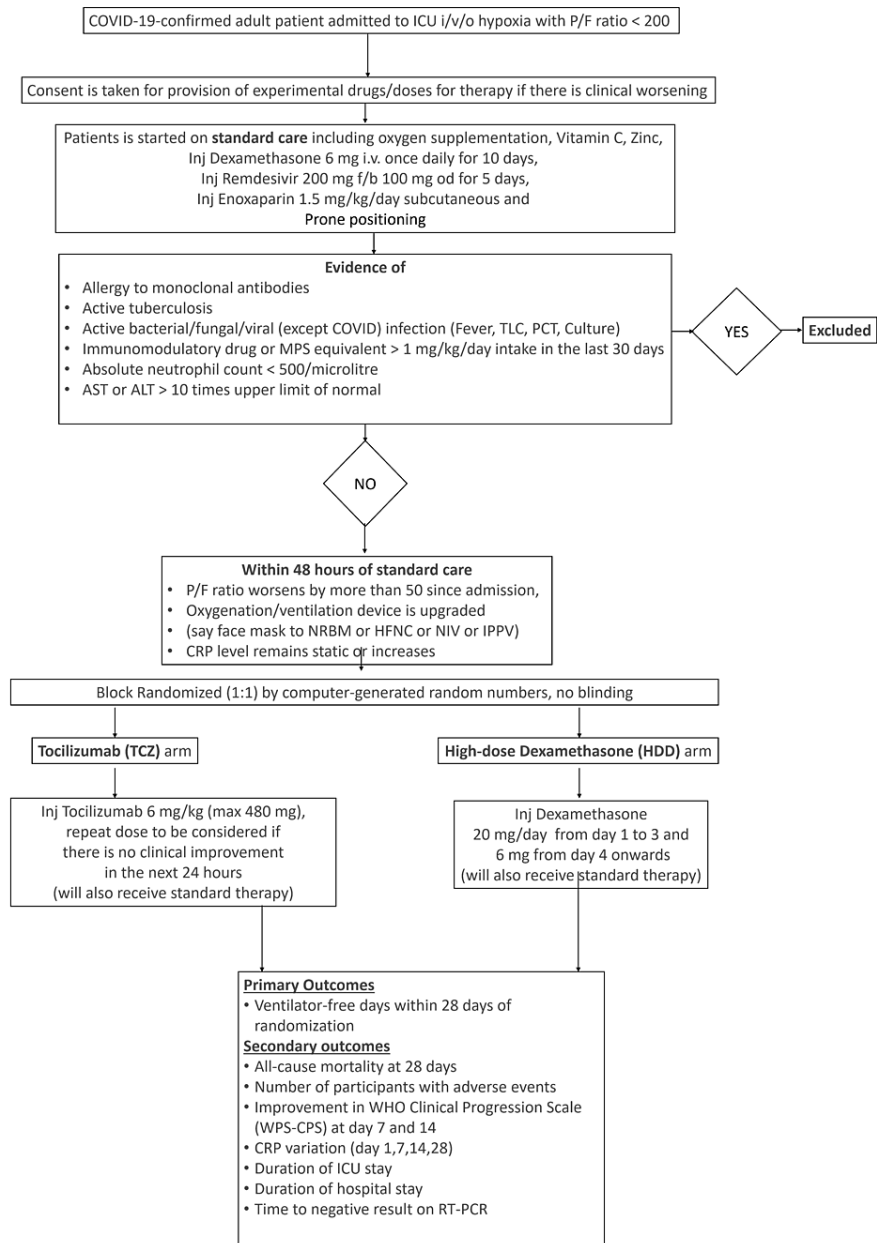 COVID-19-confirmed adult patient admitted to ICU i/v/o hypoxia with P/F ratio < 200
Consent is taken for provision of experimental drugs/doses for therapy if there is clinical worsening
Patients is started on standard care including oxygen supplementation, Vitamin C, Zinc,
Inj Dexamethasone 6 mg i.v. once daily for 10 days,
Inj Remdesivir 200 mg f/b 100 mg od for 5 days,
Inj Enoxaparin 1.5 mg/kg/day subcutaneous and
Prone positioning
Evidence of
• Allergy to monoclonal antibodies
• Active tuberculosis
• Active bacterial/fungal/viral (except COVID) infection (Fever, TLC, PCT, Culture)
• Immunomodulatory drug or MPS equivalent > 1 mg/kg/day intake in the last 30 days
• Absolute neutrophil count < 500/microlitre
• AST or ALT > 10 times upper limit of normal
YES
Excluded
NO
Within 48 hours of standard care
• P/F ratio worsens by more than 50 since admission,
• Oxygenation/ventilation device is upgraded
• (say face mask to NRBM or HFNC or NIV or IPPV)
• CRP level remains static or increases
Block Randomized (1:1) by computer-generated random numbers, no blinding
Tocilizumab (TCZ) arm
High-dose Dexamethasone (HDD) arm
Inj Tocilizumab 6 mg/kg (max 480 mg),
repeat dose to be considered if
there is no clinical improvement
in the next 24 hours
(will also receive standard therapy)
Inj Dexamethasone
20 mg/day from day 1 to 3 and
6 mg from day 4 onwards
(will also receive standard therapy)
Primary Outcomes
• Ventilator-free days within 28 days of
randomization
Secondary outcomes
• All-cause mortality at 28 days
• Number of participants with adverse events
• Improvement in WHO Clinical Progression Scale
(WPS-CPS) at day 7 and 14
• CRP variation (day 1,7,14,28)
• Duration of ICU stay
• Duration of hospital stay
• Time to negative result on RT-PCR